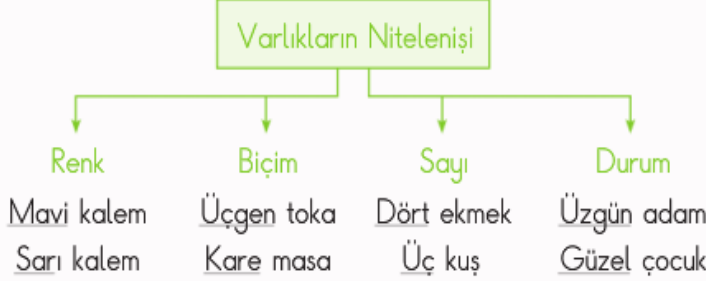 Varlıkların Nitelenişi
Renk Biçim Sayı Durum
Mavi kalem Üçgen toka Dört ekmek Üzgün adam
Sarı kalem Kare masa Üç kuş Güzel çocuk